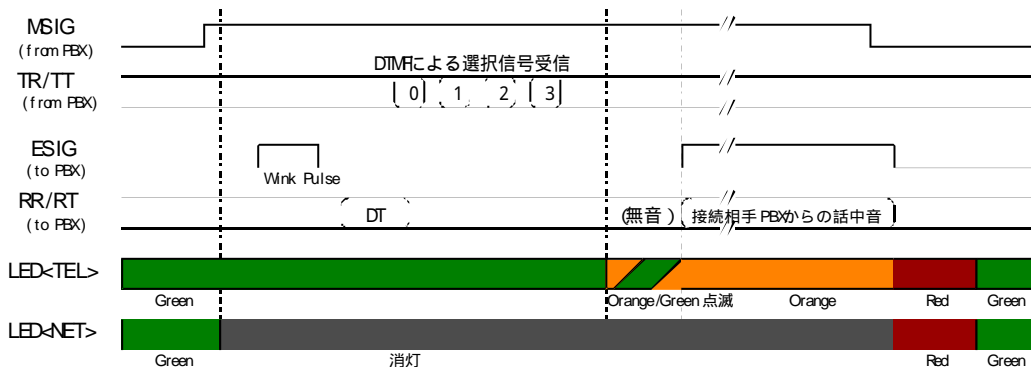 MSIG
(from PBX)
DTMFによる選択信号受信
TR/TT
(from PBX)
0 1 2 3
ESIG
(to PBX)
Wink Pulse
RR/RT
(to PBX)
DT
(無音)
接続相手PBXからの話中音
LED<TEL>
Green
Orange/Green 点滅
Orange
Red
Green
LED<NET>
Green
消灯
Red
Green